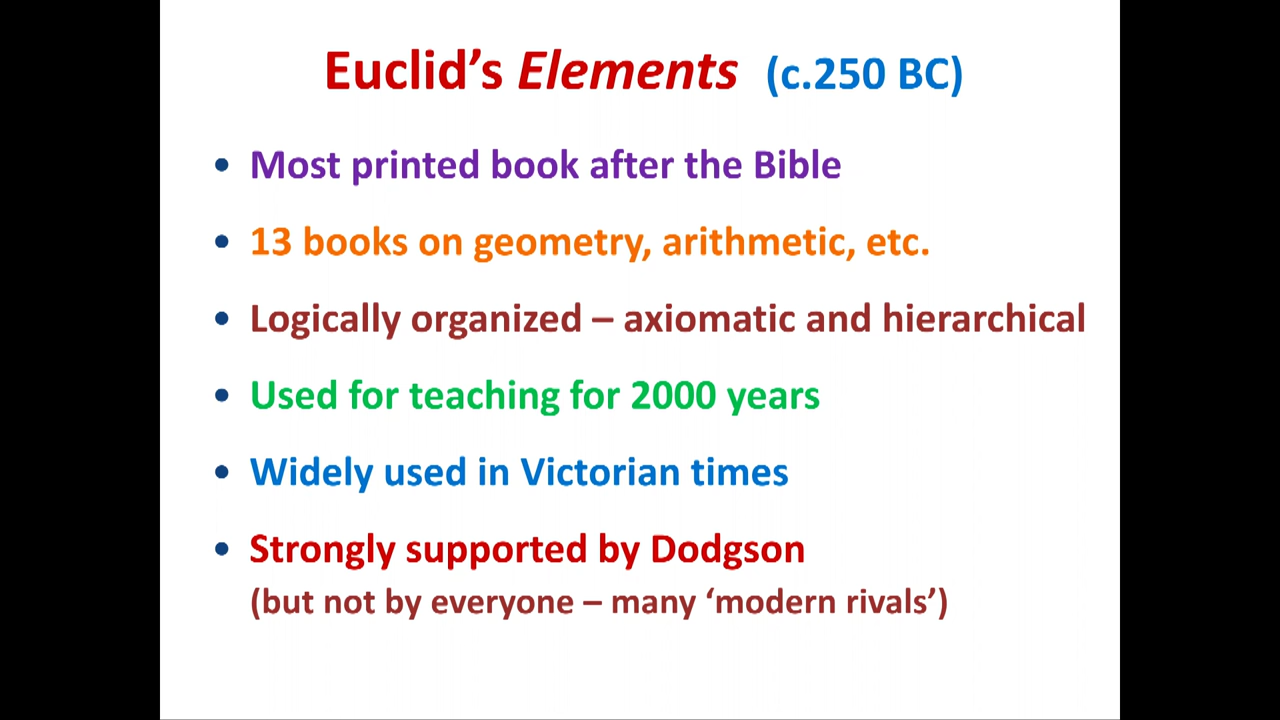 Euclid’s Elements (c.250 BC)
• Most printed book after the Bible
• 13 books on geometry, arithmetic, etc.
• Logically organized – axiomatic and hierarchical
• Used for teaching for 2000 years
• Widely used in Victorian times
• Strongly supported by Dodgson
(but not by everyone – many ‘modern rivals’)